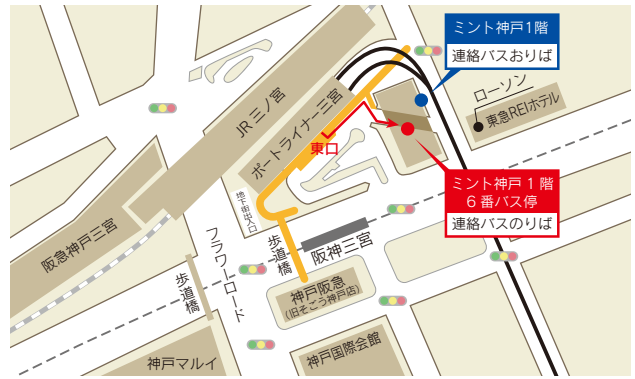 ミント神戸1階
連絡バスおりば
ローソン
東急REIホテル
JR三ノ宮
ポートライナー三宮
東口
ミント神戸1階
6番バス停
連絡バスのりば
地下街出入口
阪急神戸三宮
フラワーロード
歩道橋
阪神三宮
歩道橋
神戸阪急
(旧そごう神戸店)
神戸マルイ
神戸国際会館